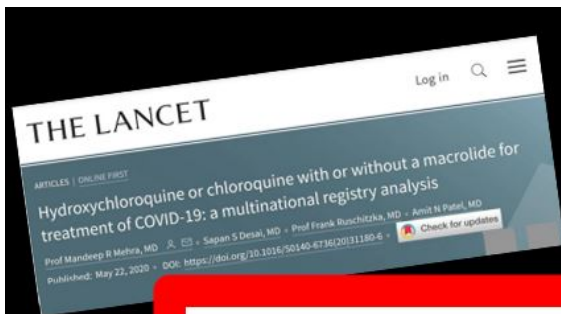 THE LANCET
Log in
ARTICLES | ONLINE FIRST
Hydroxychloroquine or chloroquine with or without a macrolide for
treatment of COVID-19: a multinational registry analysis
Prof Mandeep R Mehra, MD • Sapan S Desai, MD • Prof Frank Ruschitzka, MD • Amit N Patel, MD
Published: May 22, 2020 • DOI: https://doi.org/10.1016/S0140-6736(20)31180-6 • Check for updates